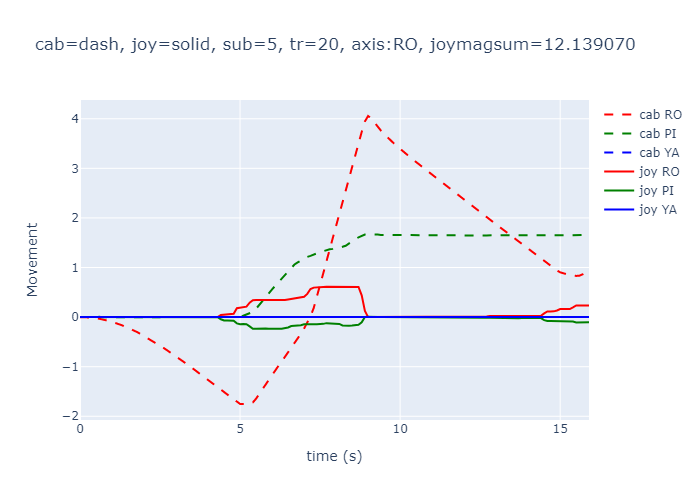 cab=dash, joy=solid, sub=5, tr=20, axis:RO, joymagsum=12.139070
cab RO
cab PI
cab YA
joy RO
joy PI
joy YA
Movement
4
3
2
1
0
−1
−2
0
5
10
15
time (s)